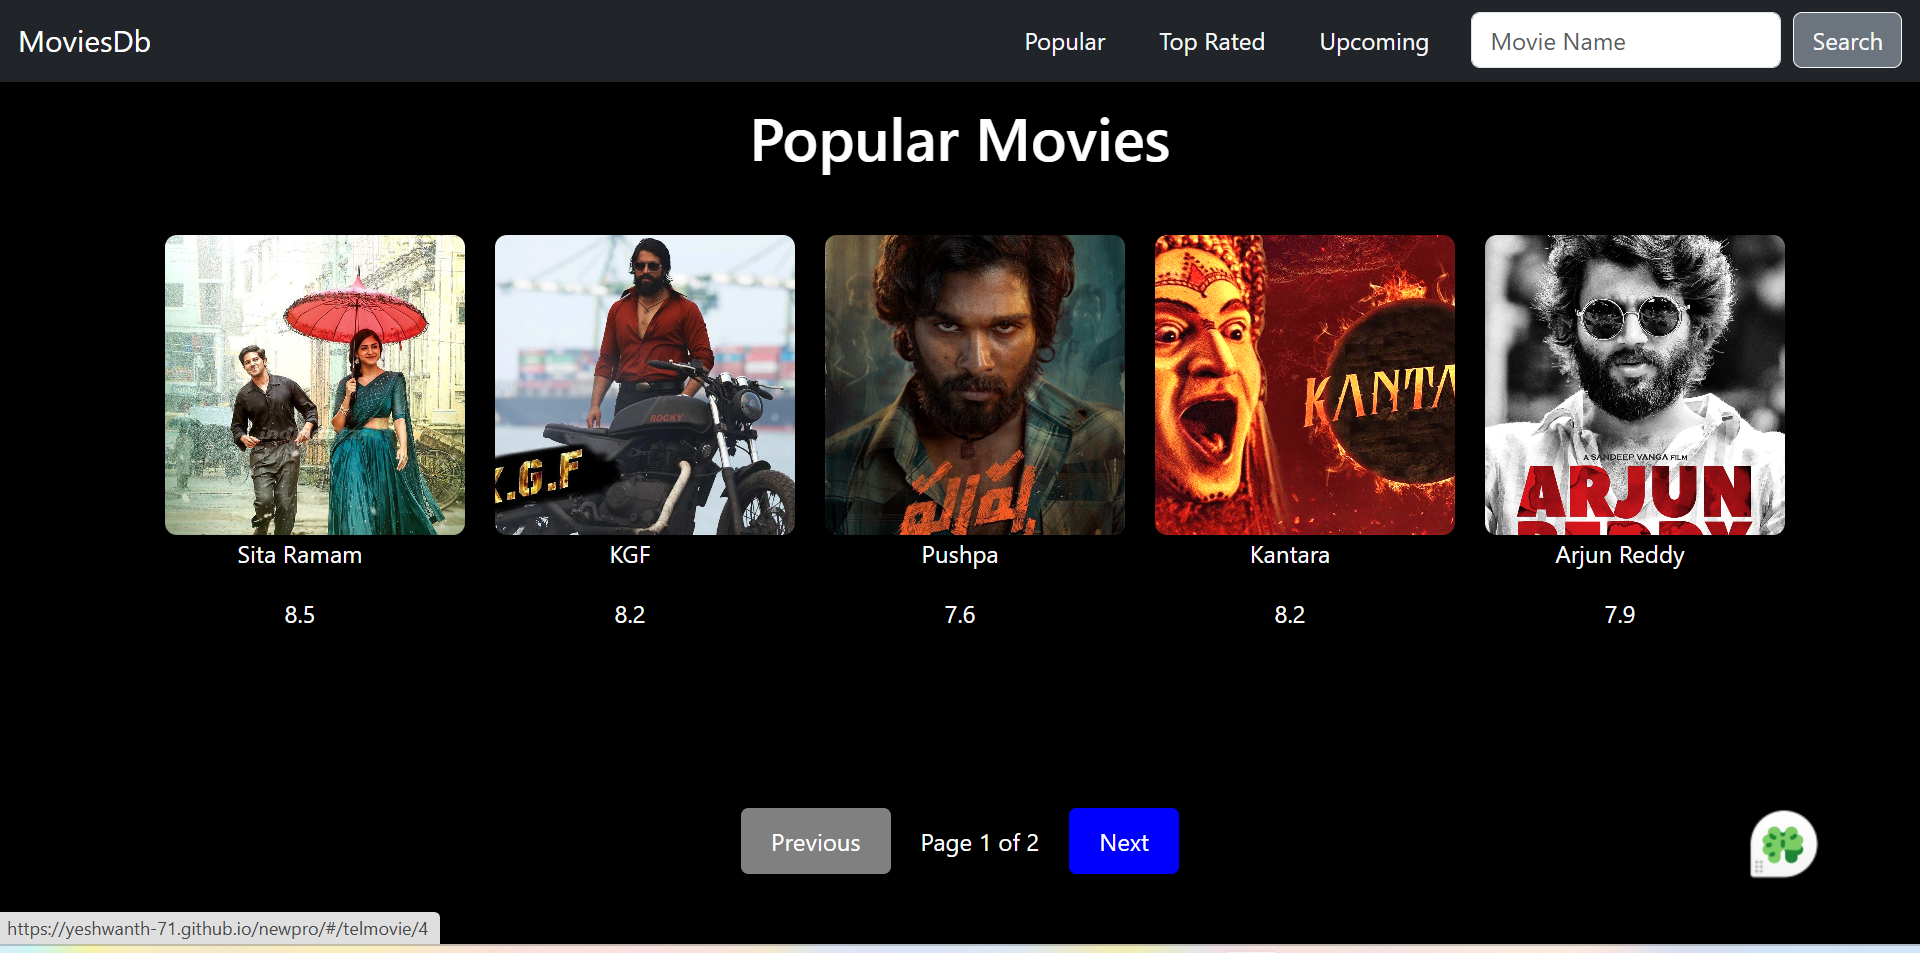 MoviesDb
Popular
Top Rated
Upcoming
Movie Name
Search
Popular Movies
ROCKY
K.G.F
పుష్ప
KANTA
A SANDEEP VANGA FILM
ARJUN
REDDY
Sita Ramam
KGF
Pushpa
Kantara
Arjun Reddy
8.5
8.2
7.6
8.2
7.9
Previous
Page 1 of 2
Next
https://yeshwanth-71.github.io/newpro/#/telmovie/4